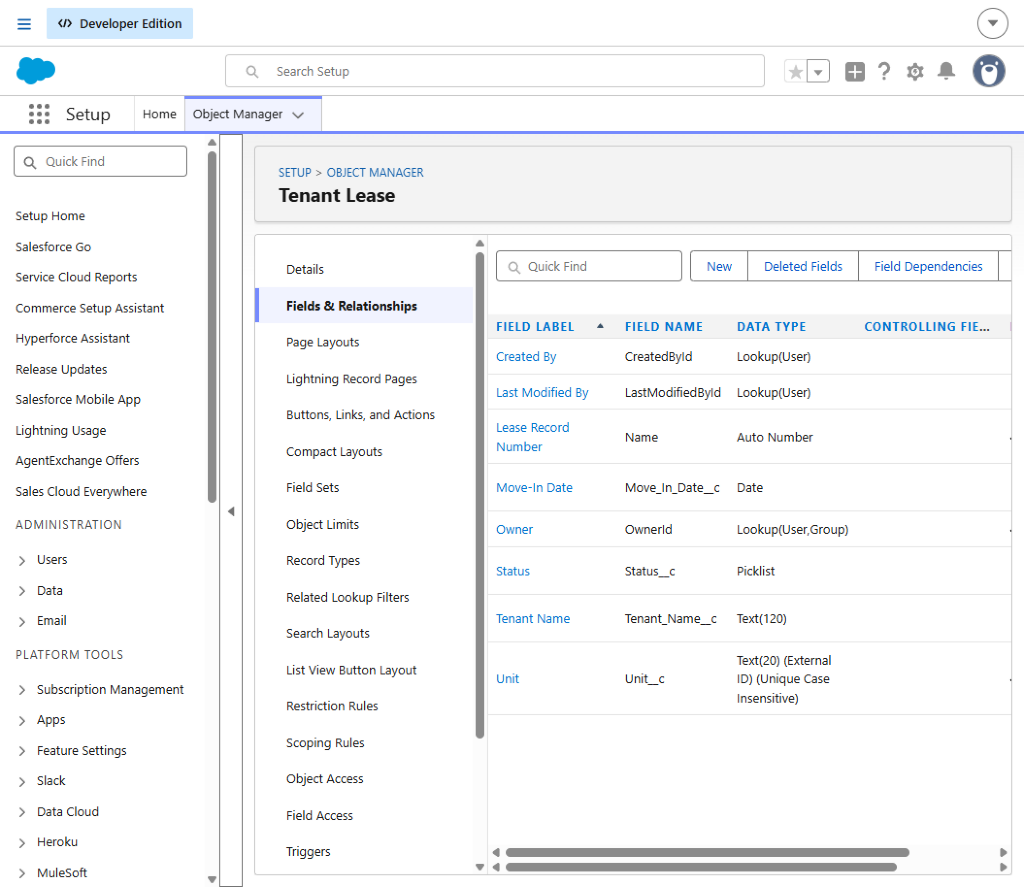 Developer Edition
Search Setup
Setup
Home
Object Manager
Quick Find
Setup Home
Salesforce Go
Service Cloud Reports
Commerce Setup Assistant
Hyperforce Assistant
Release Updates
Salesforce Mobile App
Lightning Usage
AgentExchange Offers
Sales Cloud Everywhere
ADMINISTRATION
Users
Data
Email
PLATFORM TOOLS
Subscription Management
Apps
Feature Settings
Slack
Data Cloud
Heroku
MuleSoft
SETUP > OBJECT MANAGER
Tenant Lease
Details
Fields & Relationships
Page Layouts
Lightning Record Pages
Buttons, Links, and Actions
Compact Layouts
Field Sets
Object Limits
Record Types
Related Lookup Filters
Search Layouts
List View Button Layout
Restriction Rules
Scoping Rules
Object Access
Field Access
Triggers
Quick Find
New
Deleted Fields
Field Dependencies
FIELD LABEL FIELD NAME DATA TYPE CONTROLLING FIE...
Created By CreatedById Lookup(User)
Last Modified By LastModifiedById Lookup(User)
Lease Record
Number
Name Auto Number
Move-In Date Move_In_Date__c Date
Owner OwnerId Lookup(User,Group)
Status Status__c Picklist
Tenant Name Tenant_Name__c Text(120)
Unit Unit__c
Text(20) (External
ID) (Unique Case
Insensitive)